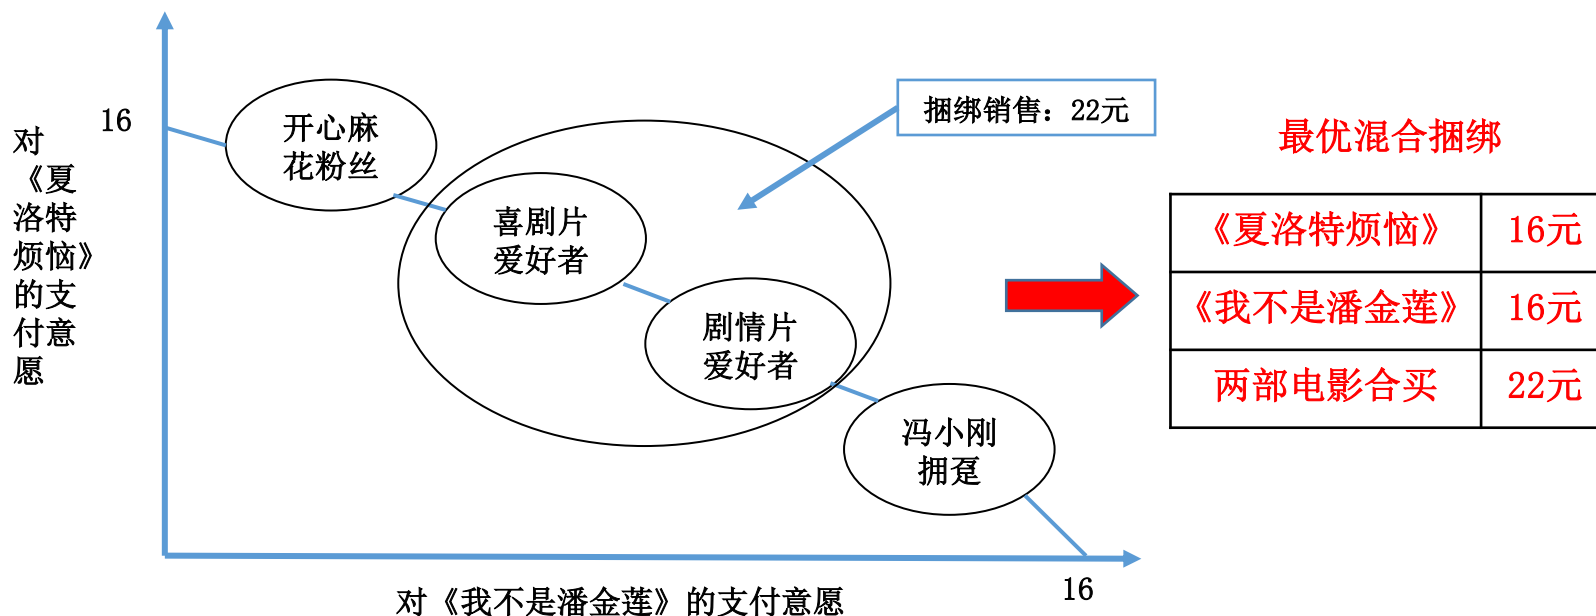 16
对
《夏
洛特
烦恼》
的支
付意
愿
开心麻
花粉丝
喜剧片
爱好者
剧情片
爱好者
冯小刚
拥趸
捆绑销售：22元
16
对《我不是潘金莲》的支付意愿
最优混合捆绑
《夏洛特烦恼》 16元
《我不是潘金莲》 16元
两部电影合买 22元